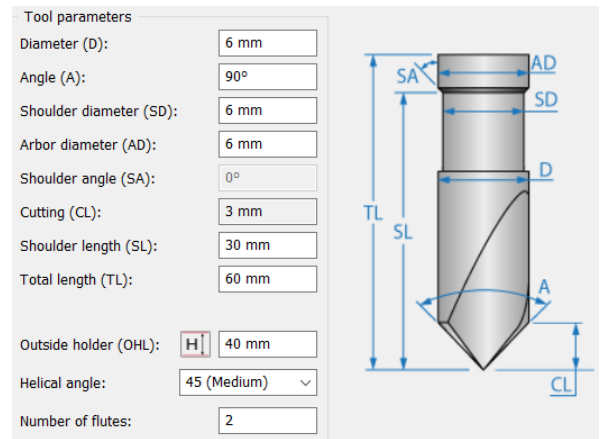 Tool parameters
Diameter (D): 6 mm
Angle (A): 90º
Shoulder diameter (SD): 6 mm
Arbor diameter (AD): 6 mm
Shoulder angle (SA): 0º
Cutting (CL): 3 mm
Shoulder length (SL): 30 mm
Total length (TL): 60 mm
Outside holder (OHL): H 40 mm
Helical angle: 45 (Medium)
Number of flutes: 2
SA
AD
SD
D
TL
SL
A
CL